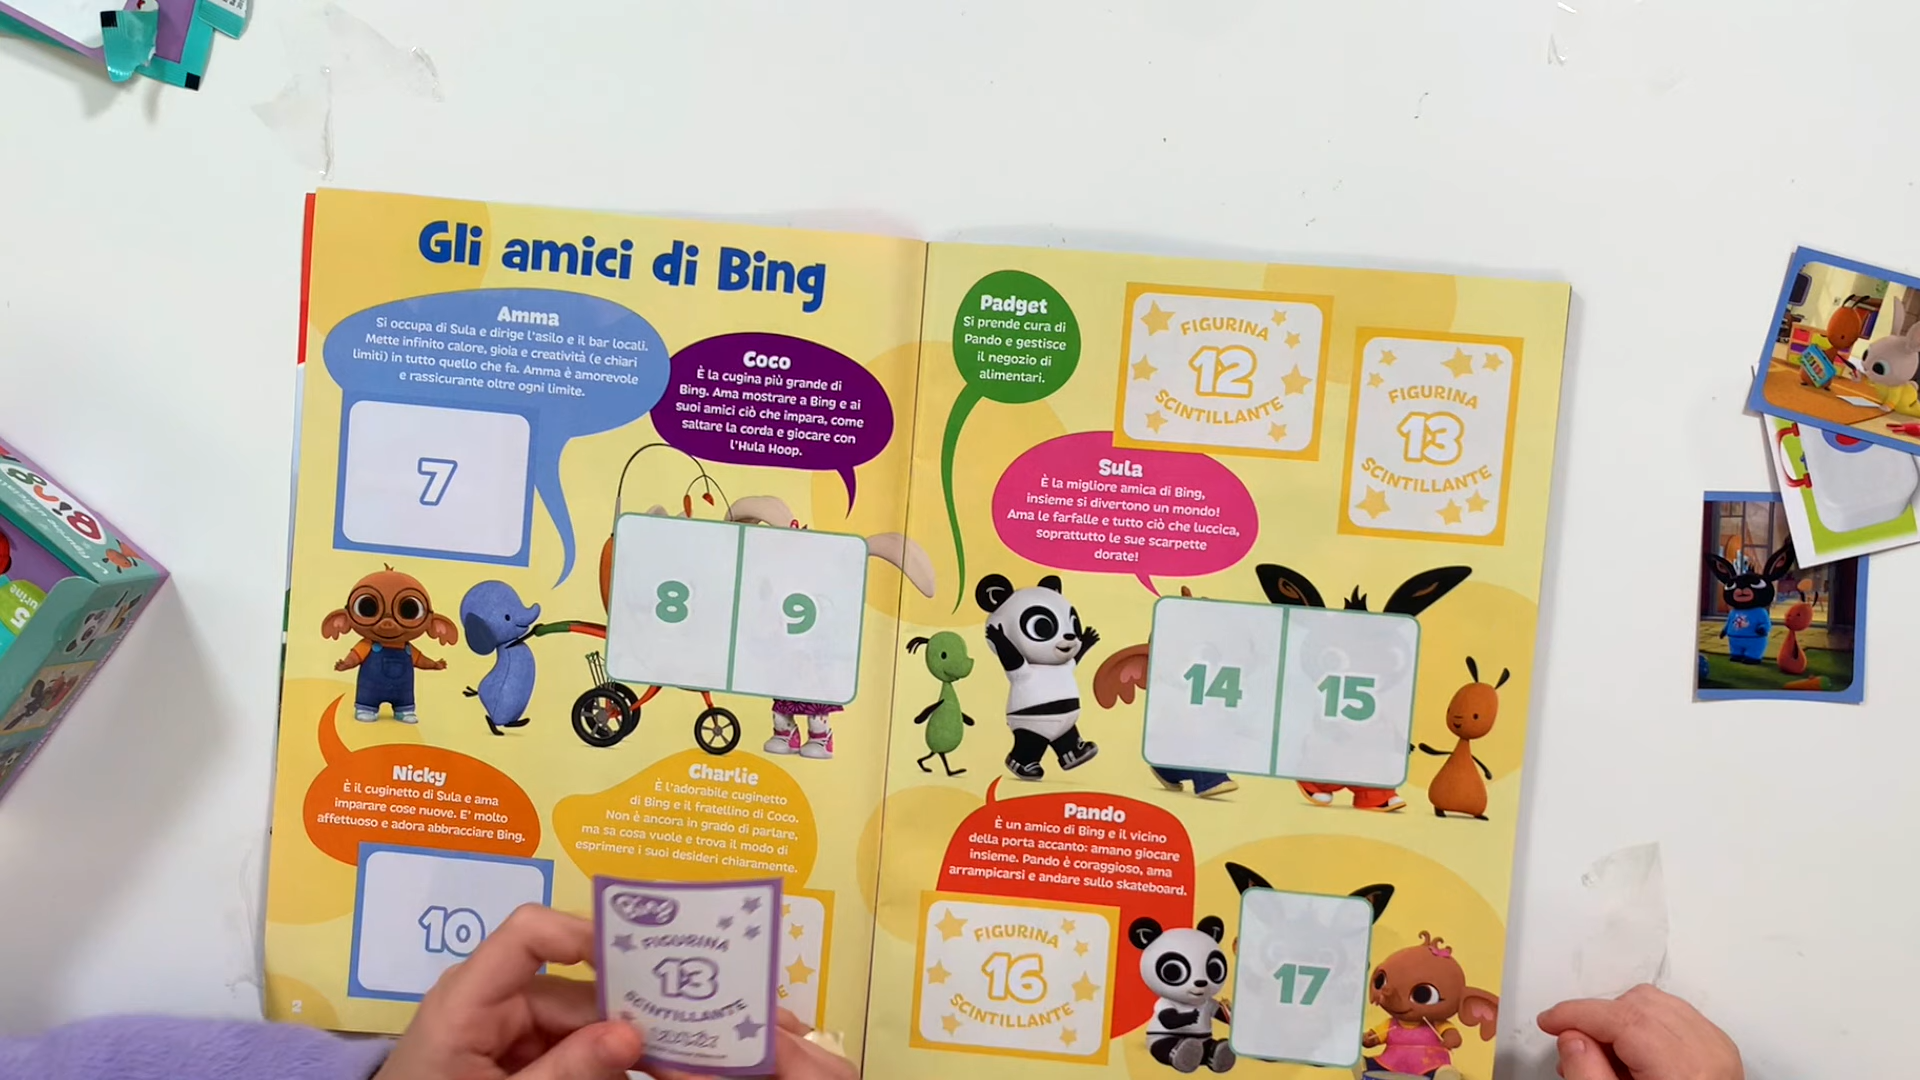 Gli amici di Bing
Amma
Si occupa di Sula e dirige l'asilo e il bar locali.
Mette infinito calore, gioia e creatività (e chiari
limiti) in tutto quello che fa. Amma è amorevole
e rassicurante oltre ogni limite.
7
Coco
È la cugina più grande di
Bing. Ama mostrare a Bing e ai
suoi amici ciò che impara, come
saltare la corda e giocare con
l'Hula Hoop.
8
9
Nicky
È il cuginetto di Sula e ama
imparare cose nuove. E' molto
affettuoso e adora abbracciare Bing.
10
Charlie
È l'adorabile cuginetto
di Bing e il fratellino di Coco.
Non è ancora in grado di parlare,
ma sa cosa vuole e trova il modo di
esprimere i suoi desideri chiaramente.
2
Bing
FIGURINA
13
SCINTILLANTE
Padget
Si prende cura di
Pando e gestisce
il negozio di
alimentari.
FIGURINA
12
SCINTILLANTE
FIGURINA
13
SCINTILLANTE
Sula
È la migliore amica di Bing,
insieme si divertono un mondo!
Ama le farfalle e tutto ciò che luccica,
soprattutto le sue scarpette
dorate!
14
15
Pando
È un amico di Bing e il vicino
della porta accanto: amano giocare
insieme. Pando è coraggioso, ama
arrampicarsi e andare sullo skateboard.
FIGURINA
16
SCINTILLANTE
17
Bing